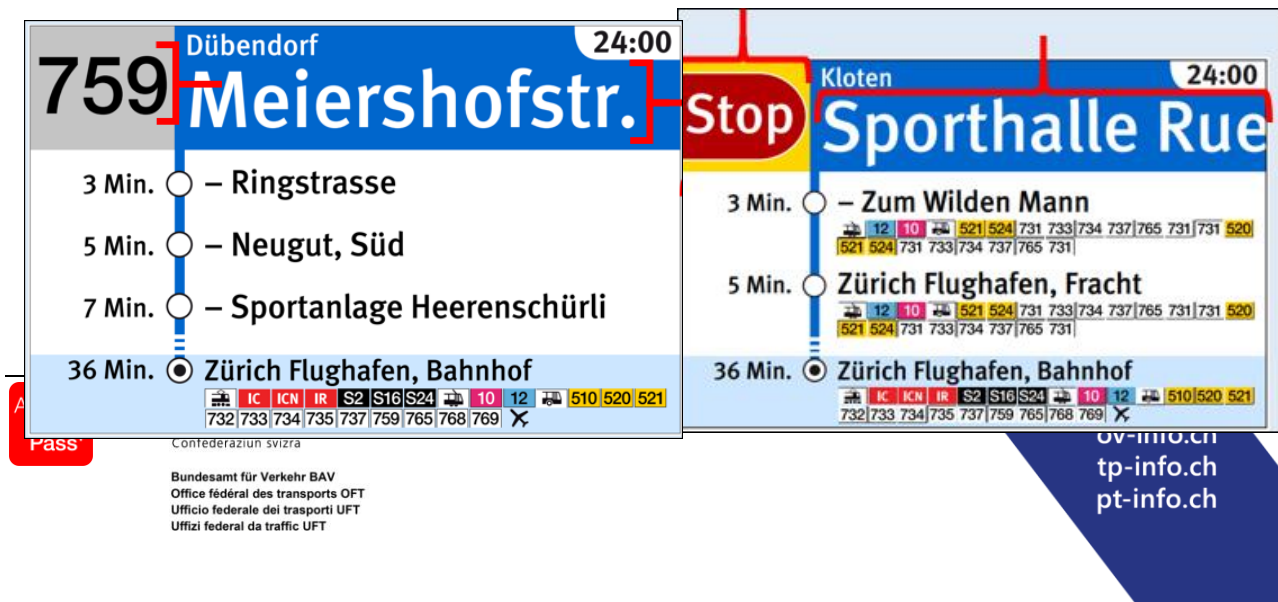 759
Dübendorf
24:00
Meiershofstr.
3 Min.
– Ringstrasse
5 Min.
– Neugut, Süd
7 Min.
– Sportanlage Heerenschürli
36 Min.
Zürich Flughafen, Bahnhof
IC ICN IR S2 S16 S24 10 12 510 520 521
732 733 734 735 737 759 765 768 769
Stop
Kloten
24:00
Sporthalle Rue
3 Min.
– Zum Wilden Mann
12 10 521 524 731 733 734 737 765 731 731 520
521 524 731 733 734 737 765 731
5 Min.
Zürich Flughafen, Fracht
12 10 521 524 731 733 734 737 765 731 731 520
521 524 731 733 734 737 765 731
36 Min.
Zürich Flughafen, Bahnhof
IC ICN IR S2 S16 S24 10 12 510 520 521
732 733 734 735 737 759 765 768 769
A
Pass'
Confederaziun svizra
Bundesamt für Verkehr BAV
Office fédéral des transports OFT
Ufficio federale dei trasporti UFT
Uffizi federal da traffic UFT
öv-info.ch
tp-info.ch
pt-info.ch